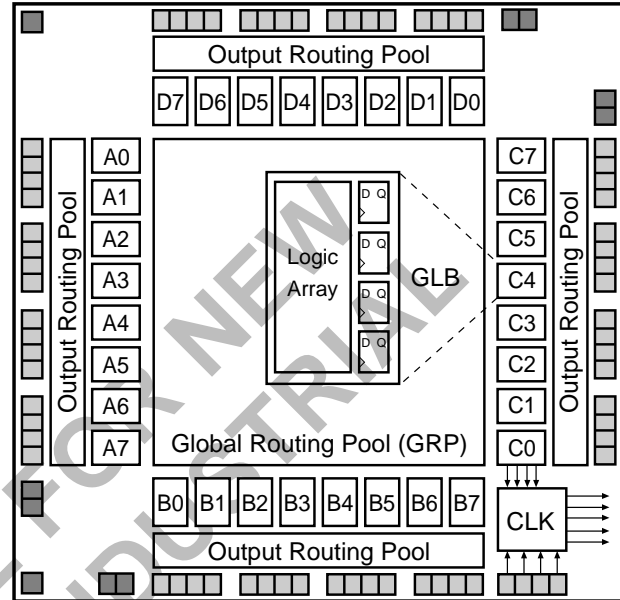 Output Routing Pool
D7 D6 D5 D4 D3 D2 D1 D0
Output Routing Pool
A0
A1
A2
A3
A4
A5
A6
A7
D Q
D Q
D Q
D Q
Logic
Array
GLB
Global Routing Pool (GRP)
C7
C6
C5
C4
C3
C2
C1
C0
Output Routing Pool
B0 B1 B2 B3 B4 B5 B6 B7
Output Routing Pool
CLK
FOR NEW
INDUSTRIAL